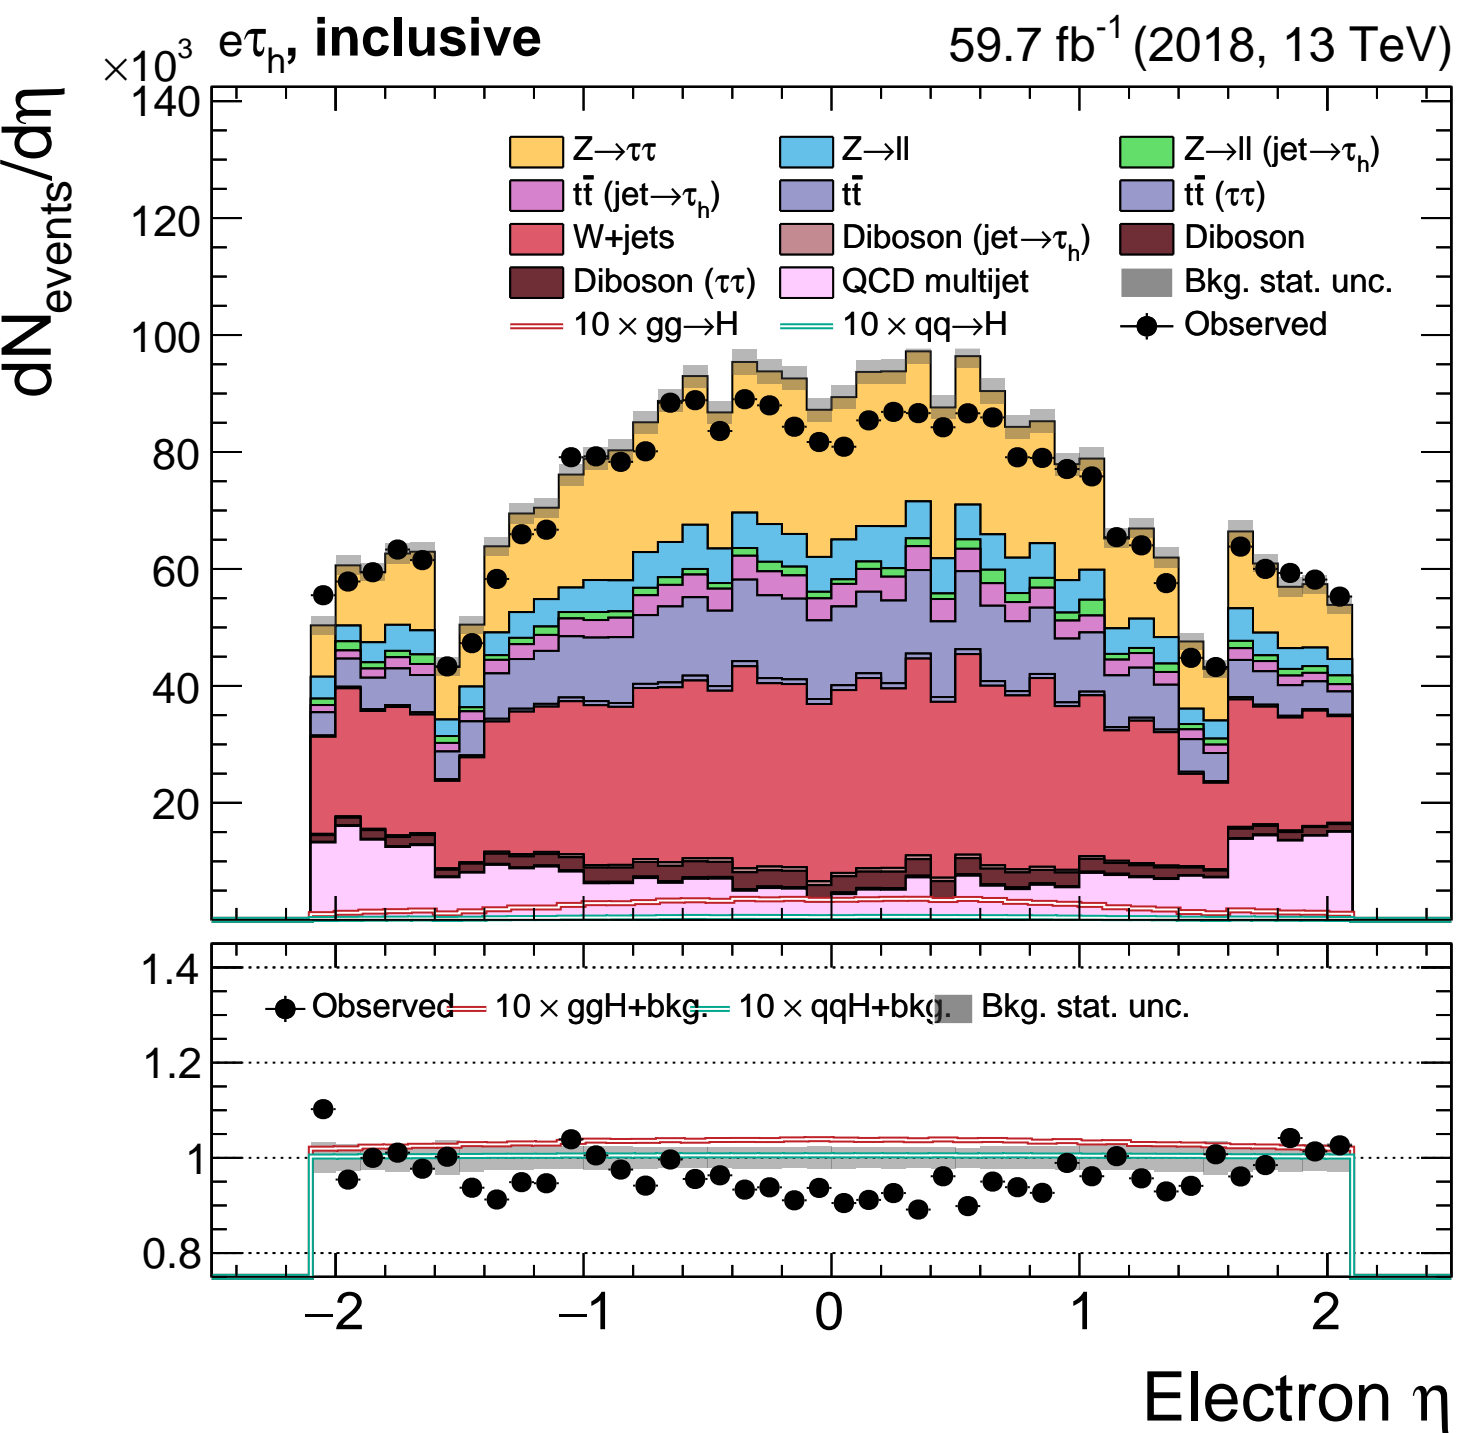 ×10³ eτh, inclusive 59.7 fb⁻¹ (2018, 13 TeV)
dNevents/dη
140
120
100
80
60
40
20
Z→ττ Z→ll Z→ll (jet→τh)
tt̄ (jet→τh) tt̄ tt̄ (ττ)
W+jets Diboson (jet→τh) Diboson
Diboson (ττ) QCD multijet Bkg. stat. unc.
10 × gg→H 10 × qq→H Observed
1.4
1.2
1
0.8
Observed 10 × ggH+bkg. 10 × qqH+bkg. Bkg. stat. unc.
−2 −1 0 1 2
Electron η